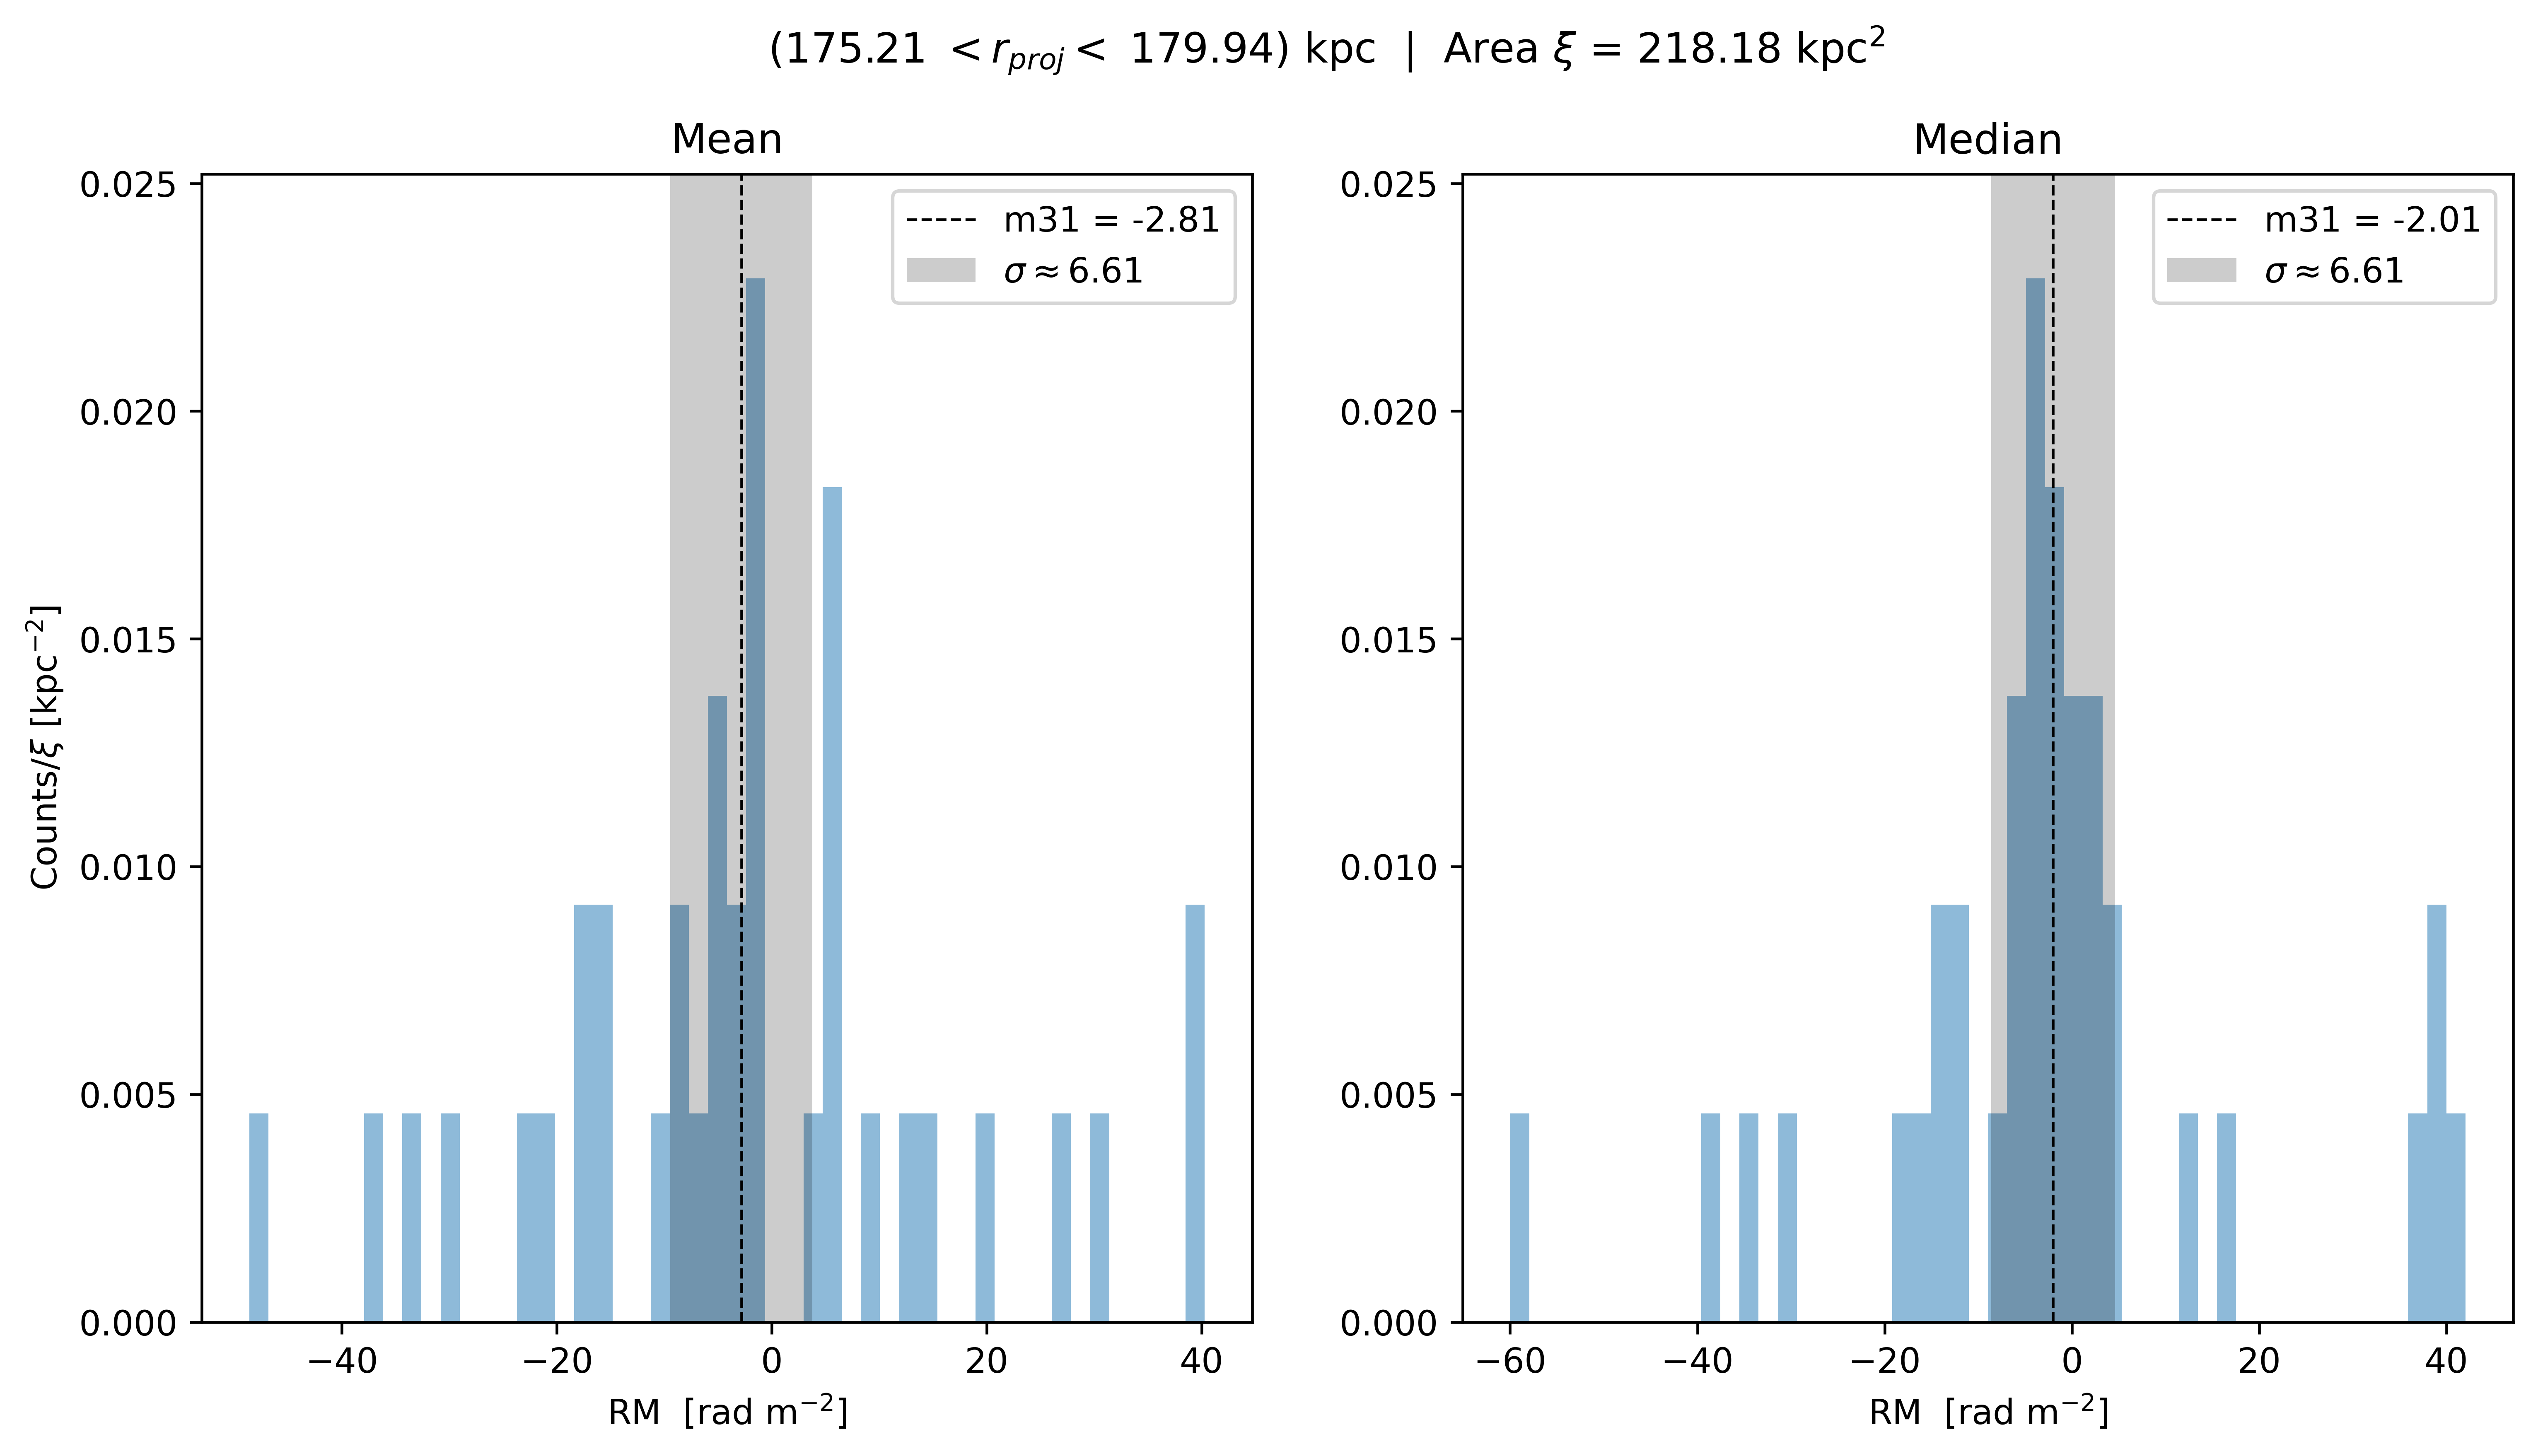 (175.21 < r_proj < 179.94) kpc | Area ξ = 218.18 kpc²
Mean
Counts/ξ [kpc⁻²]
0.025
0.020
0.015
0.010
0.005
0.000
m31 = -2.81
σ ≈ 6.61
−40 −20 0 20 40
RM [rad m⁻²]
Median
0.025
0.020
0.015
0.010
0.005
0.000
m31 = -2.01
σ ≈ 6.61
−60 −40 −20 0 20 40
RM [rad m⁻²]